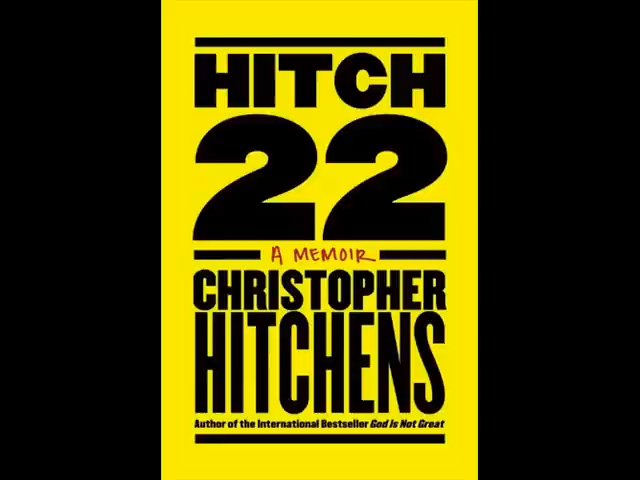 HITCH
22
A MEMOIR
CHRISTOPHER
HITCHENS
Author of the International Bestseller God Is Not Great